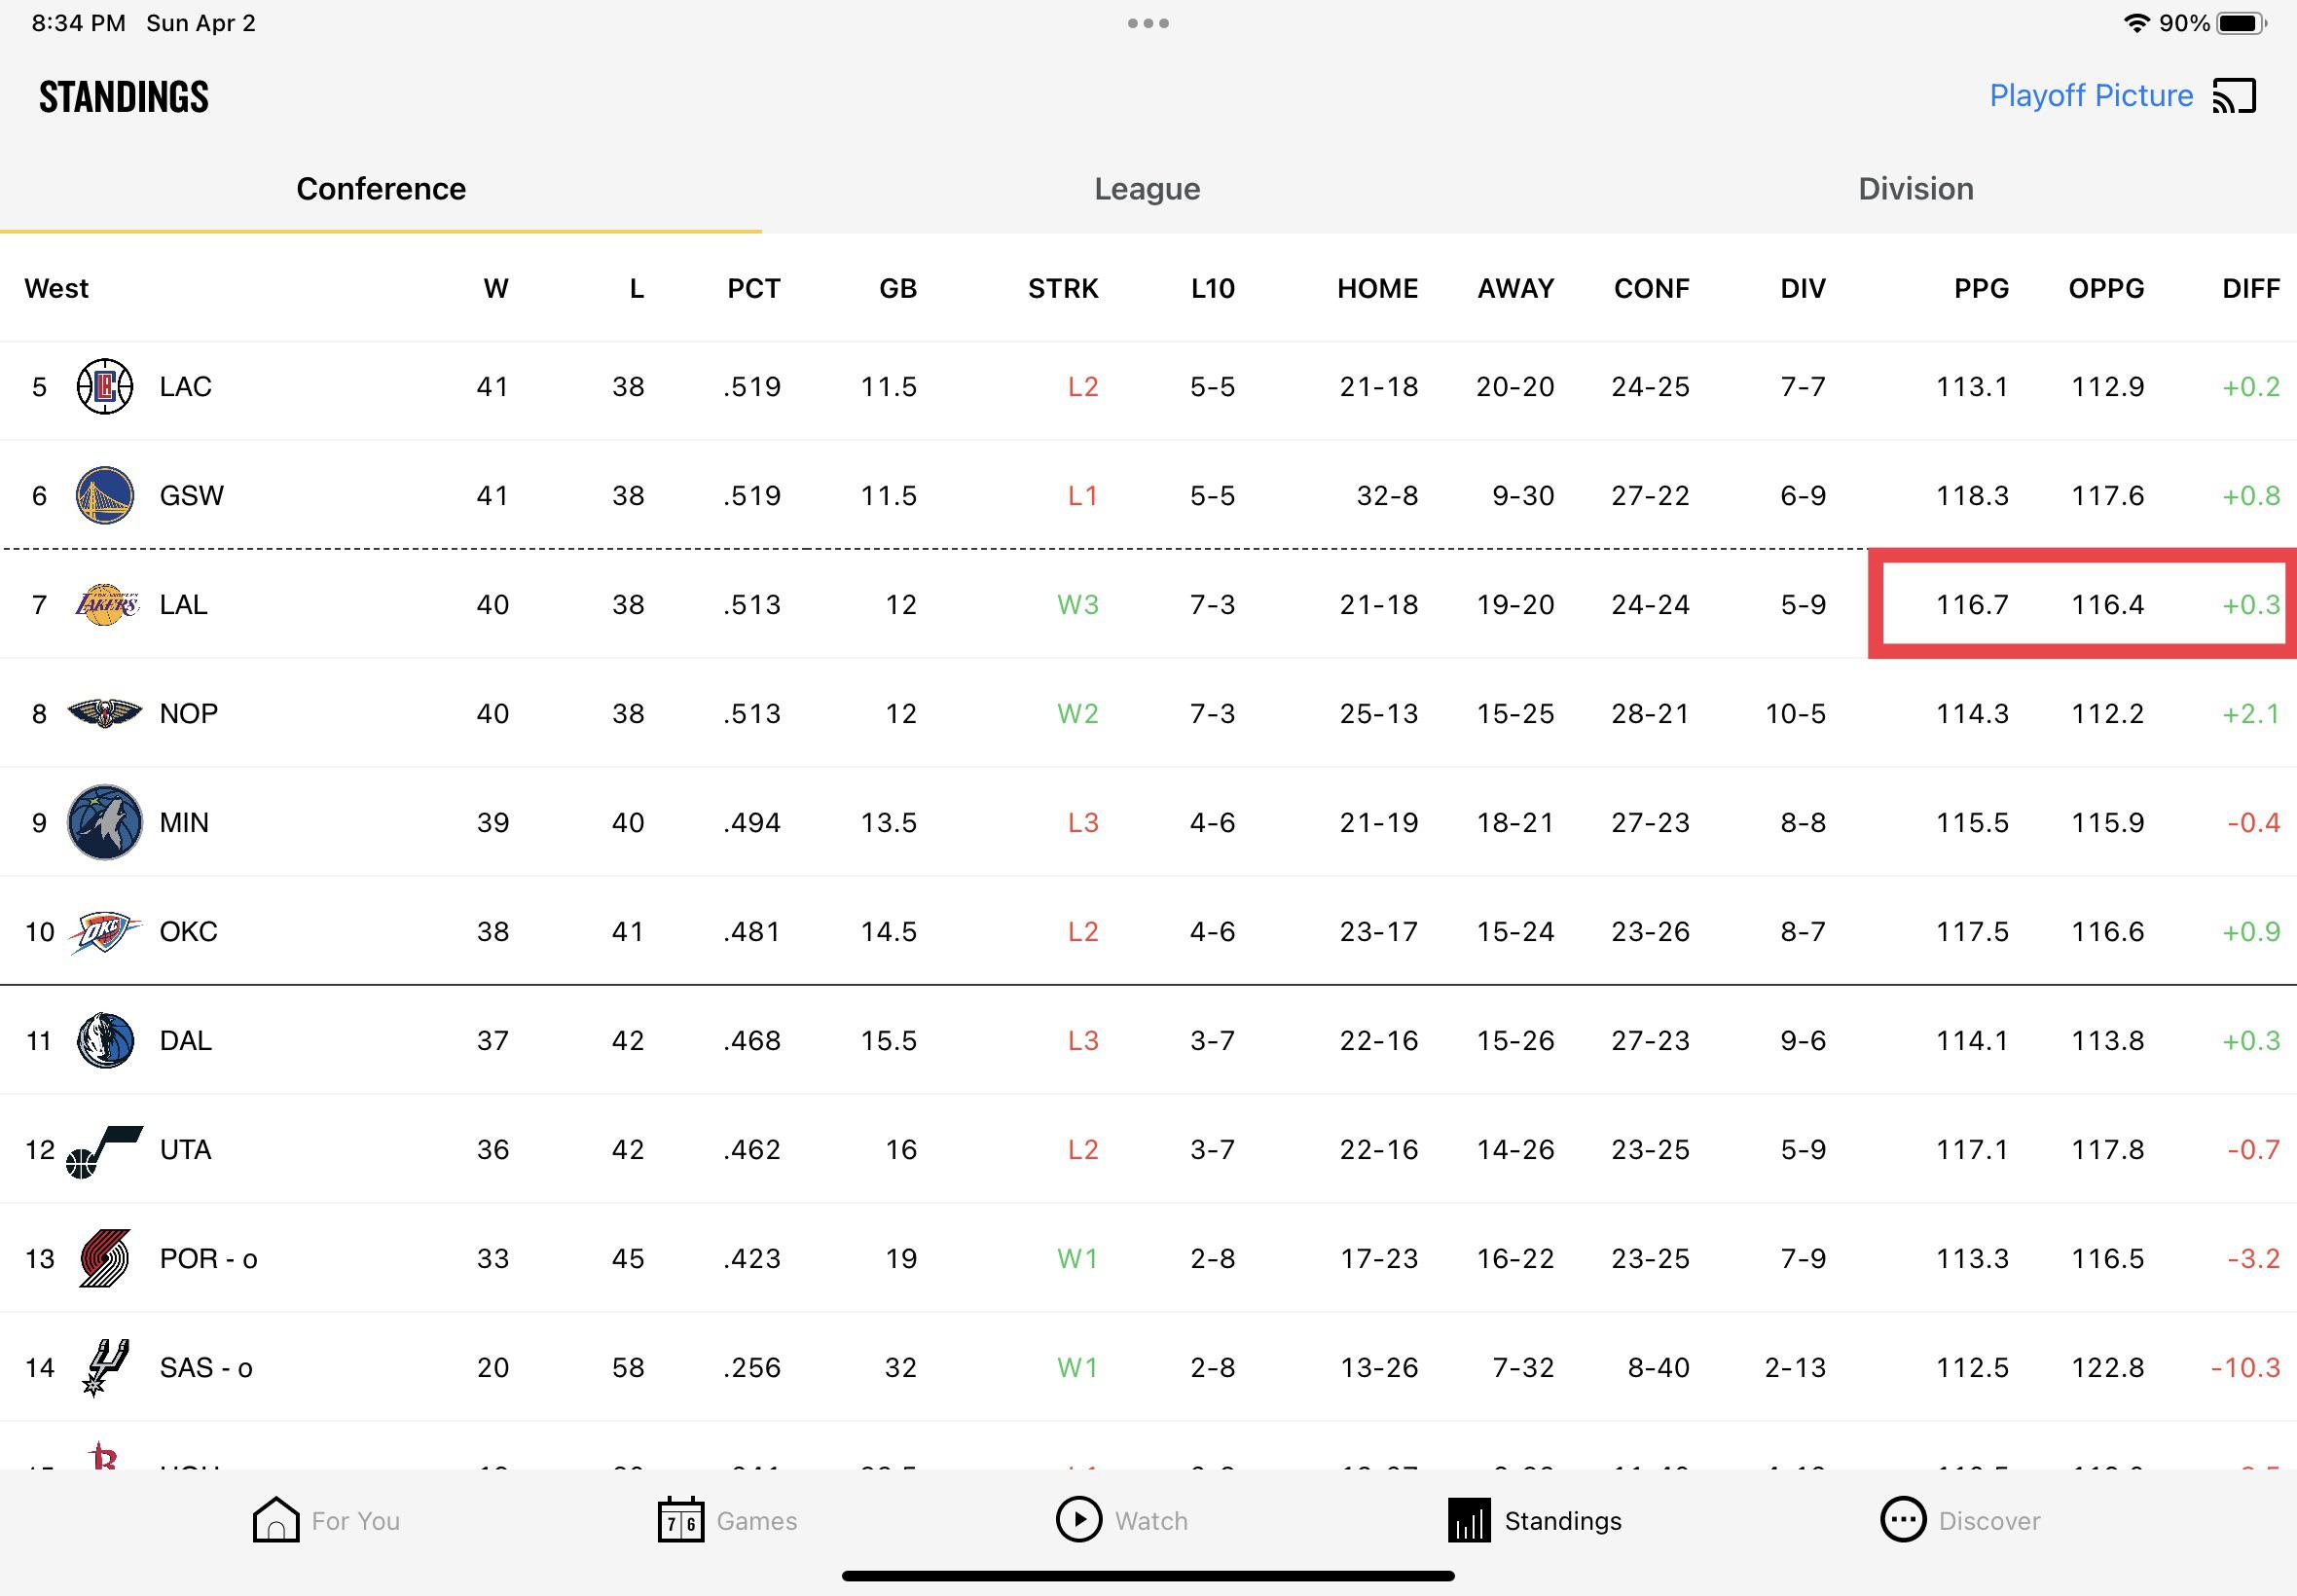 8:34 PM Sun Apr 2 90%
STANDINGS Playoff Picture
Conference League Division
West W L PCT GB STRK L10 HOME AWAY CONF DIV PPG OPPG DIFF
5 LAC 41 38 .519 11.5 L2 5-5 21-18 20-20 24-25 7-7 113.1 112.9 +0.2
6 GSW 41 38 .519 11.5 L1 5-5 32-8 9-30 27-22 6-9 118.3 117.6 +0.8
7 LAKERS LAL 40 38 .513 12 W3 7-3 21-18 19-20 24-24 5-9 116.7 116.4 +0.3
8 NOP 40 38 .513 12 W2 7-3 25-13 15-25 28-21 10-5 114.3 112.2 +2.1
9 MIN 39 40 .494 13.5 L3 4-6 21-19 18-21 27-23 8-8 115.5 115.9 -0.4
10 OKC OKC 38 41 .481 14.5 L2 4-6 23-17 15-24 23-26 8-7 117.5 116.6 +0.9
11 DAL 37 42 .468 15.5 L3 3-7 22-16 15-26 27-23 9-6 114.1 113.8 +0.3
12 UTA 36 42 .462 16 L2 3-7 22-16 14-26 23-25 5-9 117.1 117.8 -0.7
13 POR - o 33 45 .423 19 W1 2-8 17-23 16-22 23-25 7-9 113.3 116.5 -3.2
14 SAS - o 20 58 .256 32 W1 2-8 13-26 7-32 8-40 2-13 112.5 122.8 -10.3
For You 7 6 Games Watch Standings Discover